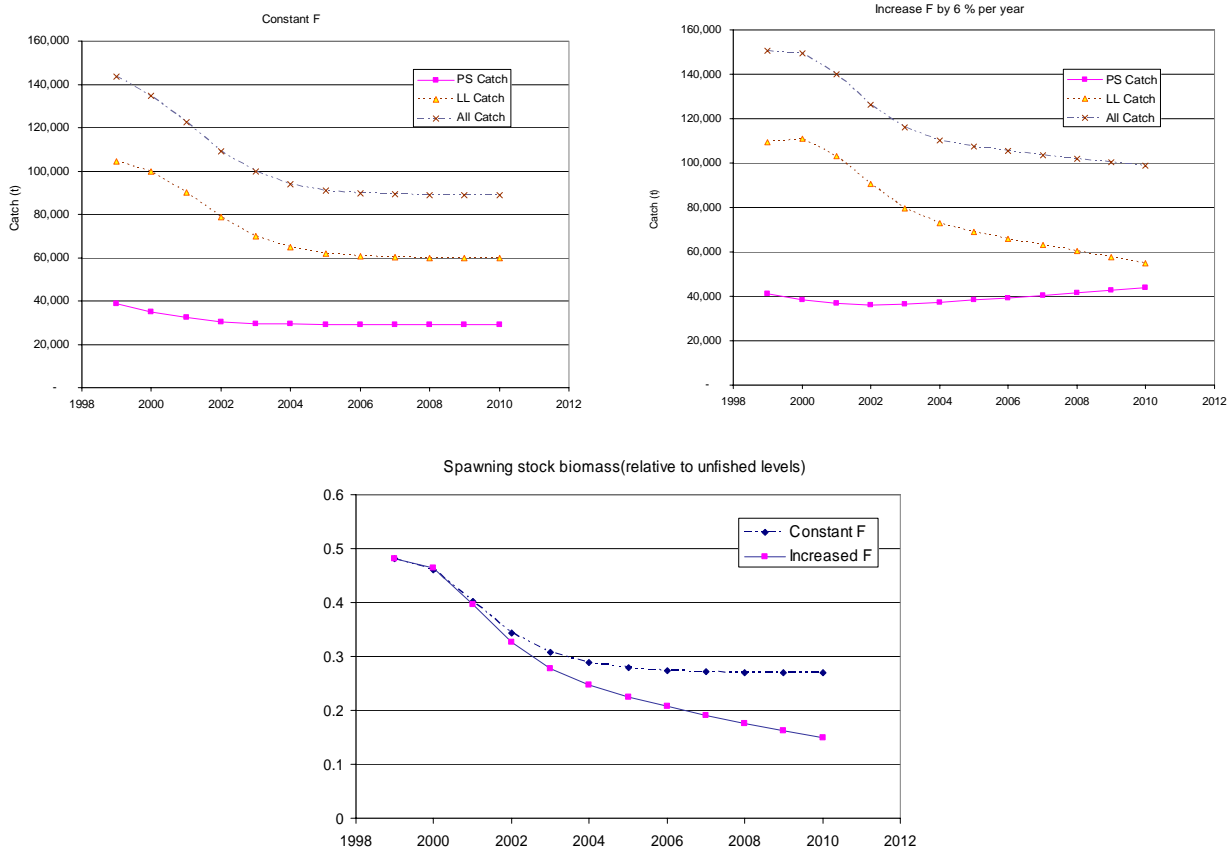 Constant F
160,000
140,000
120,000
100,000
80,000
60,000
40,000
20,000
-
Catch (t)
1998 2000 2002 2004 2006 2008 2010 2012
PS Catch
LL Catch
All Catch
Increase F by 6 % per year
160,000
140,000
120,000
100,000
80,000
60,000
40,000
20,000
-
Catch (t)
1998 2000 2002 2004 2006 2008 2010 2012
PS Catch
LL Catch
All Catch
Spawning stock biomass(relative to unfished levels)
0.6
0.5
0.4
0.3
0.2
0.1
0
1998 2000 2002 2004 2006 2008 2010 2012
Constant F
Increased F